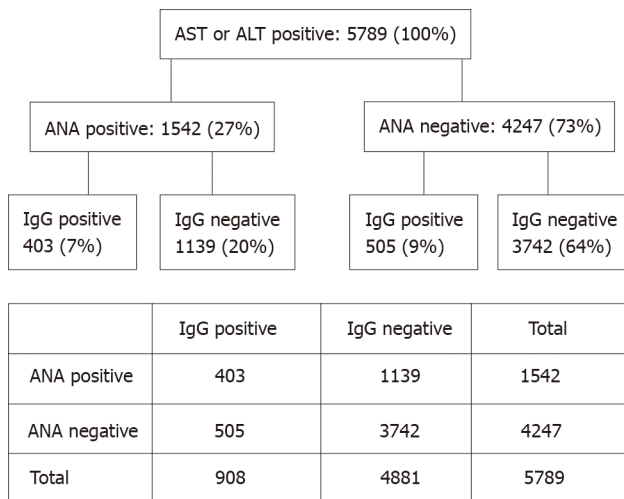 AST or ALT positive: 5789 (100%)
ANA positive: 1542 (27%)
ANA negative: 4247 (73%)
IgG positive
403 (7%)
IgG negative
1139 (20%)
IgG positive
505 (9%)
IgG negative
3742 (64%)
IgG positive IgG negative Total
ANA positive 403 1139 1542
ANA negative 505 3742 4247
Total 908 4881 5789